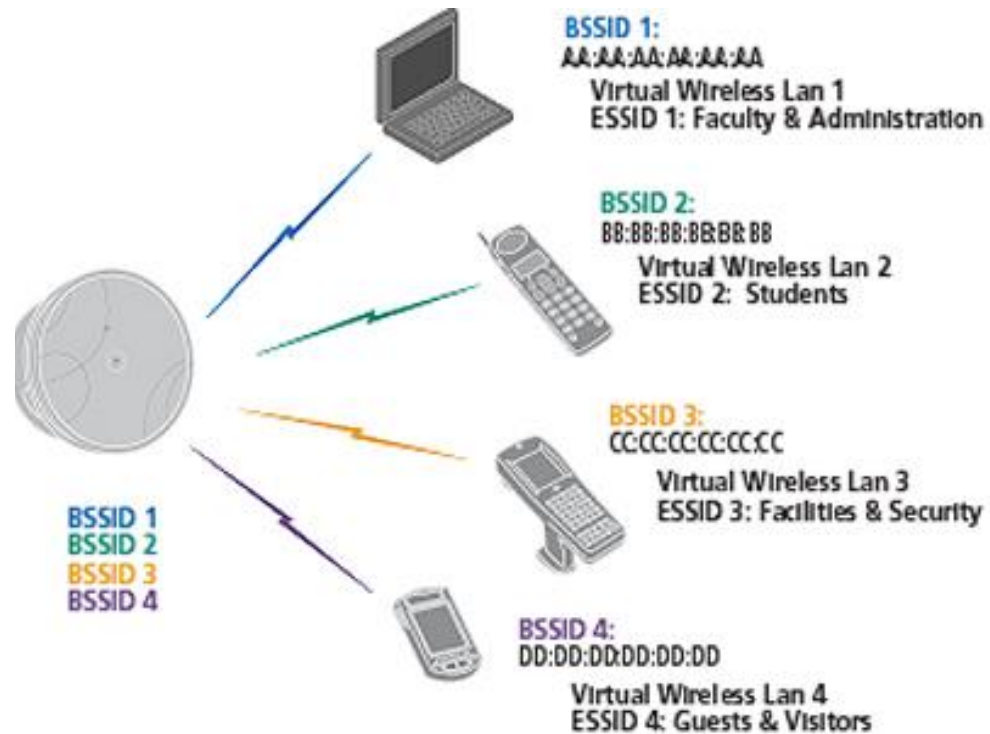 BSSID 1:
AA:AA:AA:AA:AA:AA
Virtual Wireless Lan 1
ESSID 1: Faculty & Administration
BSSID 2:
BB:BB:BB:BB:BB:BB
Virtual Wireless Lan 2
ESSID 2: Students
BSSID 3:
CC:CC:CC:CC:CC:CC
Virtual Wireless Lan 3
ESSID 3: Facilities & Security
BSSID 1
BSSID 2
BSSID 3
BSSID 4
BSSID 4:
DD:DD:DD:DD:DD:DD
Virtual Wireless Lan 4
ESSID 4: Guests & Visitors